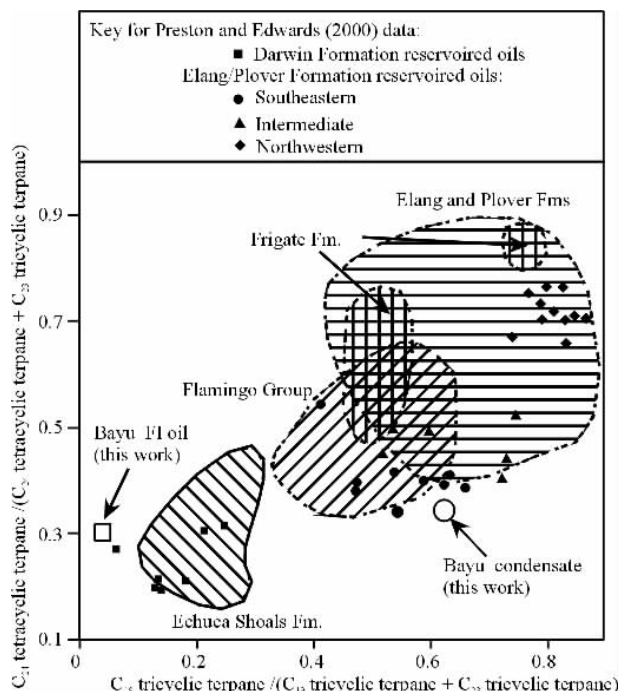 Key for Preston and Edwards (2000) data:
Darwin Formation reservoired oils
Elang/Plover Formation reservoired oils:
Southeastern
Intermediate
Northwestern
0.9
0.7
0.5
0.3
0.1
Elang and Plover Fms
Frigate Fm.
Flamingo Group
Bayu FI oil
(this work)
Bayu condensate
(this work)
Echuca Shoals Fm.
0
0.2
0.4
0.6
0.8
tetracyclic terpane tetracyclic terpane + tricyclic terpane)
tricyclic terpane tricyclic terpane + tricyclic terpane)